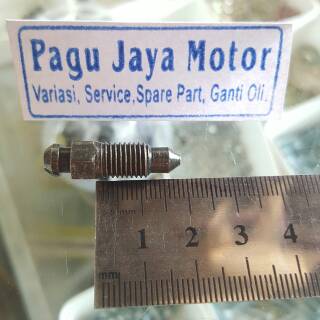 Pagu Jaya Motor
Variasi, Service.Spare Part, Ganti Oli.
1 2 3 4
mm